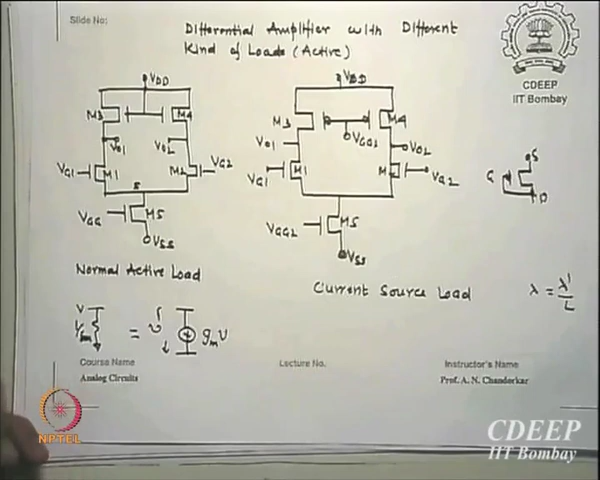 Slide No:
Differential Amplifier with Different
Kind of Loads (Active)
CDEEP
IIT Bombay
VDD
M3
M4
VO1
VO2
VG1
M1
M2
VG2
S
VGG
M5
VSS
Normal Active Load
VDD
M3
M4
VGG1
VO2
VO1
VG1
M1
M
VG2
VGG2
M5
VSS
Current Source Load
S
G
D
λ = λ'/L
V
1/gm
=
v
gmv
Course Name
Analog Circuits
Lecture No.
Instructor's Name
Prof. A. N. Chandorkar
NPTEL
CDEEP
IIT Bombay